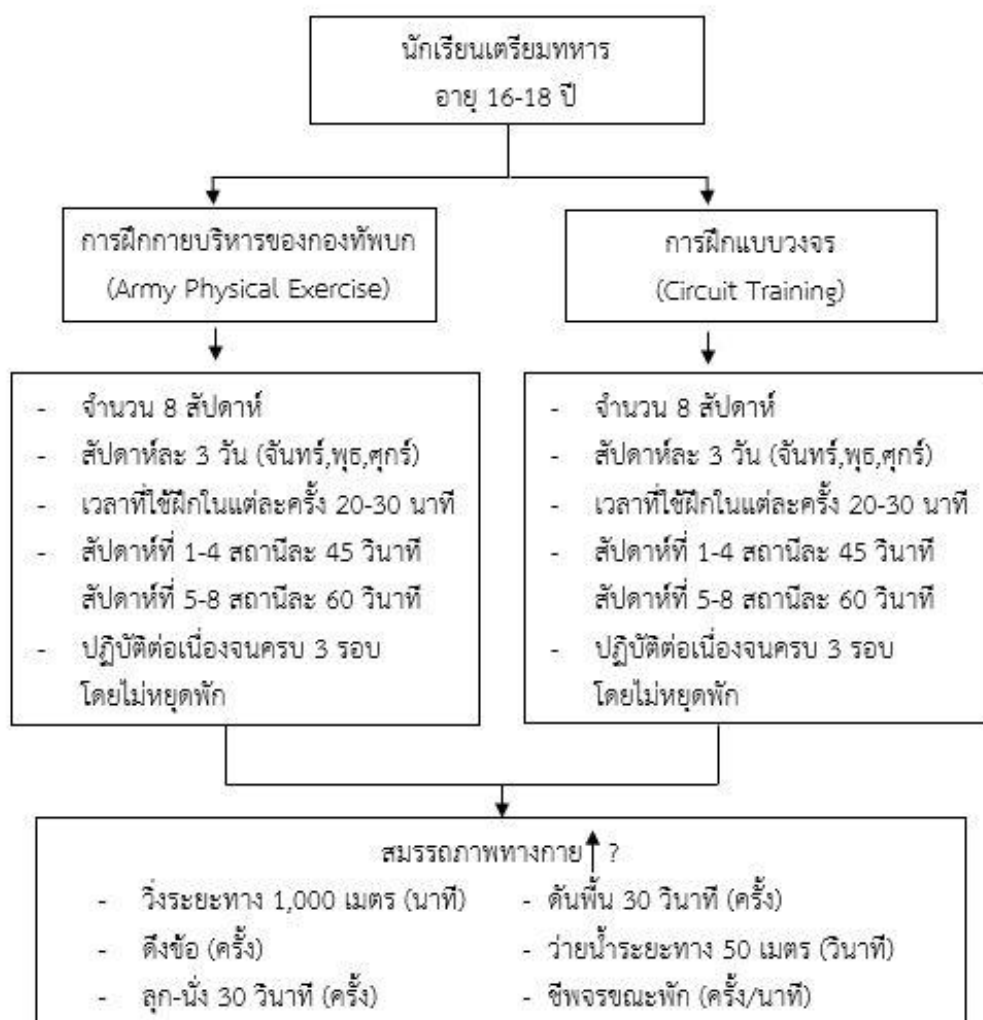 นักเรียนเตรียมทหาร
อายุ 16-18 ปี
การฝึกกายบริหารของกองทัพบก
(Army Physical Exercise)
การฝึกแบบวงจร
(Circuit Training)
- จำนวน 8 สัปดาห์
- สัปดาห์ละ 3 วัน (จันทร์,พุธ,ศุกร์)
- เวลาที่ใช้ฝึกในแต่ละครั้ง 20-30 นาที
- สัปดาห์ที่ 1-4 สถานีละ 45 วินาที
สัปดาห์ที่ 5-8 สถานีละ 60 วินาที
- ปฏิบัติต่อเนื่องจนครบ 3 รอบ
โดยไม่หยุดพัก
- จำนวน 8 สัปดาห์
- สัปดาห์ละ 3 วัน (จันทร์,พุธ,ศุกร์)
- เวลาที่ใช้ฝึกในแต่ละครั้ง 20-30 นาที
- สัปดาห์ที่ 1-4 สถานีละ 45 วินาที
สัปดาห์ที่ 5-8 สถานีละ 60 วินาที
- ปฏิบัติต่อเนื่องจนครบ 3 รอบ
โดยไม่หยุดพัก
สมรรถภาพทางกาย ?
- วิ่งระยะทาง 1,000 เมตร (นาที)
- ดึงข้อ (ครั้ง)
- ลุก-นั่ง 30 วินาที (ครั้ง)
- ดันพื้น 30 วินาที (ครั้ง)
- ว่ายน้ำระยะทาง 50 เมตร (วินาที)
- ชีพจรขณะพัก (ครั้ง/นาที)